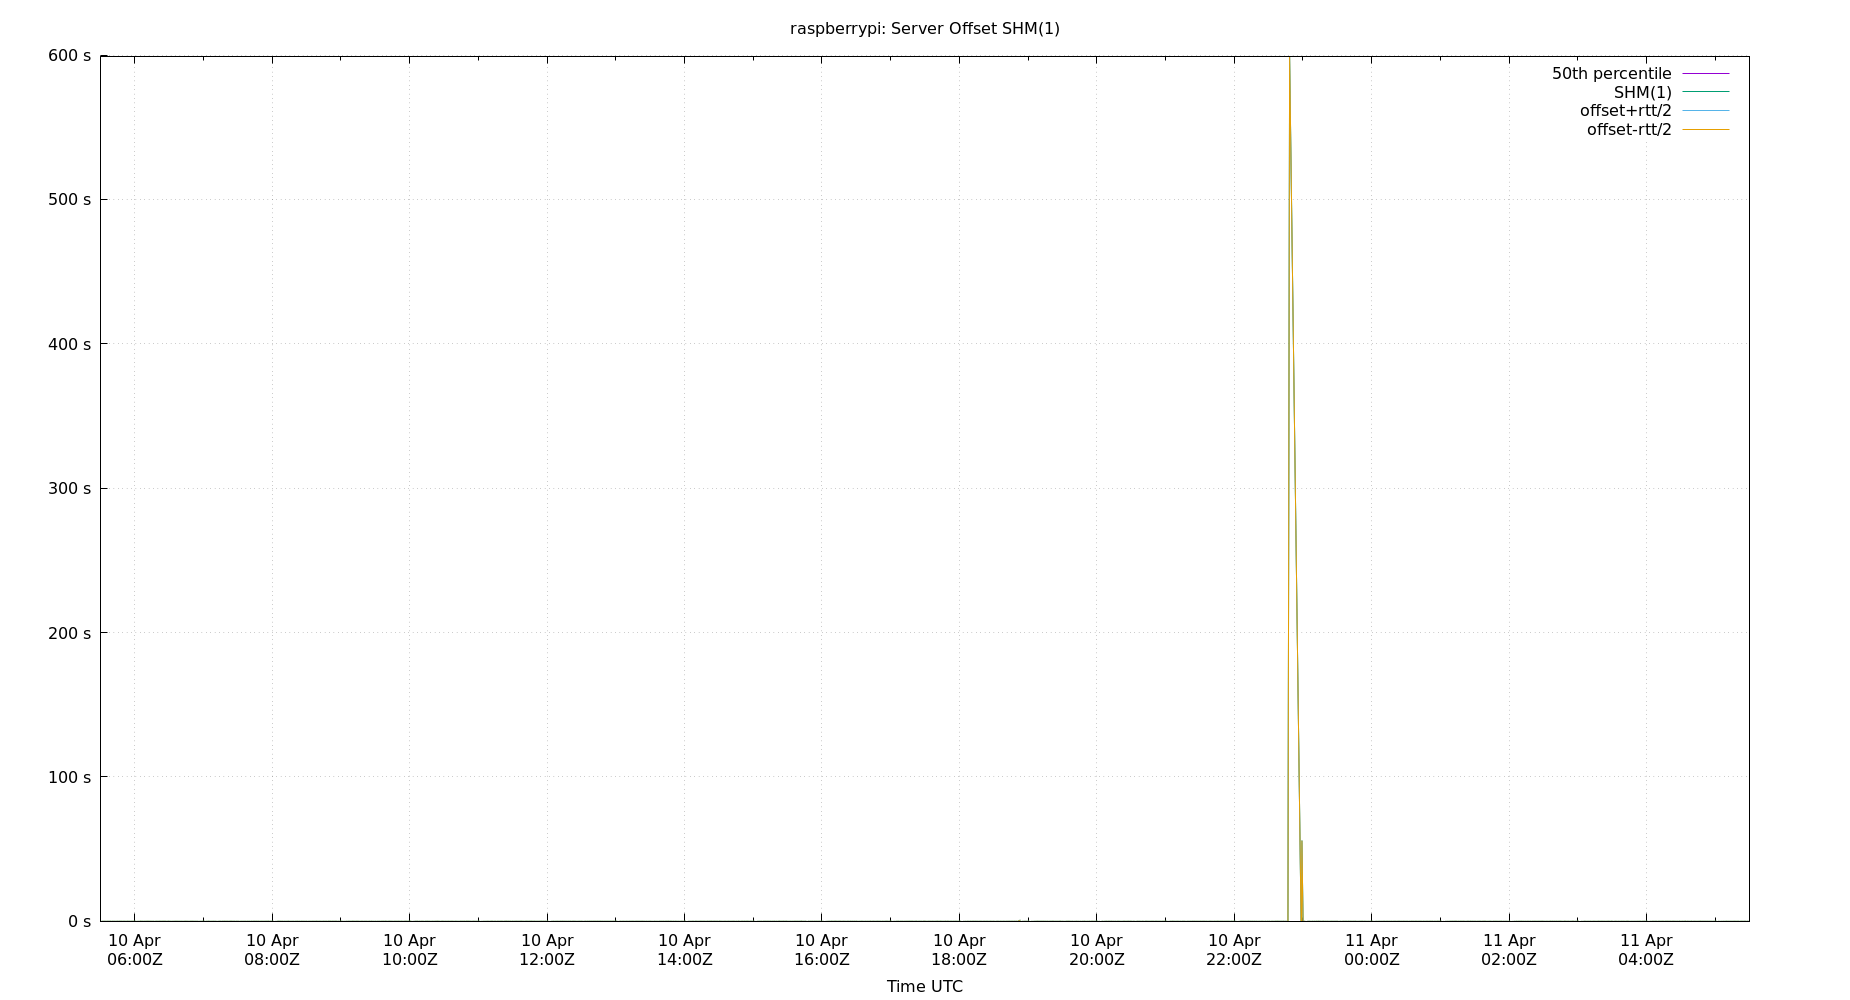 raspberrypi: Server Offset SHM(1)
600 s
500 s
400 s
300 s
200 s
100 s
0 s
50th percentile
SHM(1)
offset+rtt/2
offset-rtt/2
10 Apr 10 Apr 10 Apr 10 Apr 10 Apr 10 Apr 10 Apr 10 Apr 10 Apr 11 Apr 11 Apr 11 Apr
06:00Z 08:00Z 10:00Z 12:00Z 14:00Z 16:00Z 18:00Z 20:00Z 22:00Z 00:00Z 02:00Z 04:00Z
Time UTC